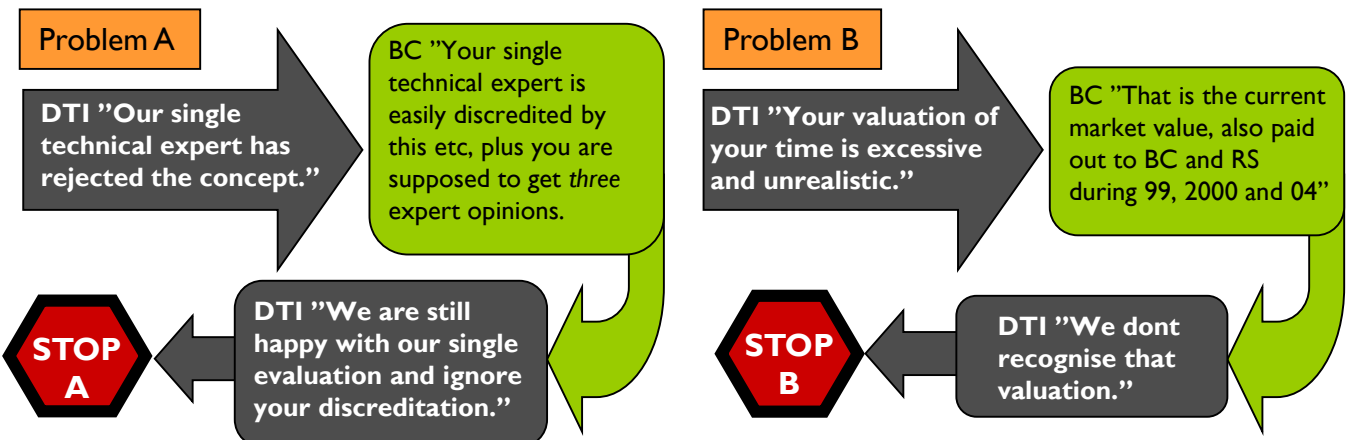 Problem A
DTI ”Our single
technical expert has
rejected the concept.”
BC ”Your single
technical expert is
easily discredited by
this etc, plus you are
supposed to get three
expert opinions.
DTI ”We are still
happy with our single
evaluation and ignore
your discreditation.”
STOP
A
Problem B
DTI ”Your valuation of
your time is excessive
and unrealistic.”
BC ”That is the current
market value, also paid
out to BC and RS
during 99, 2000 and 04”
DTI ”We dont
recognise that
valuation.”
STOP
B